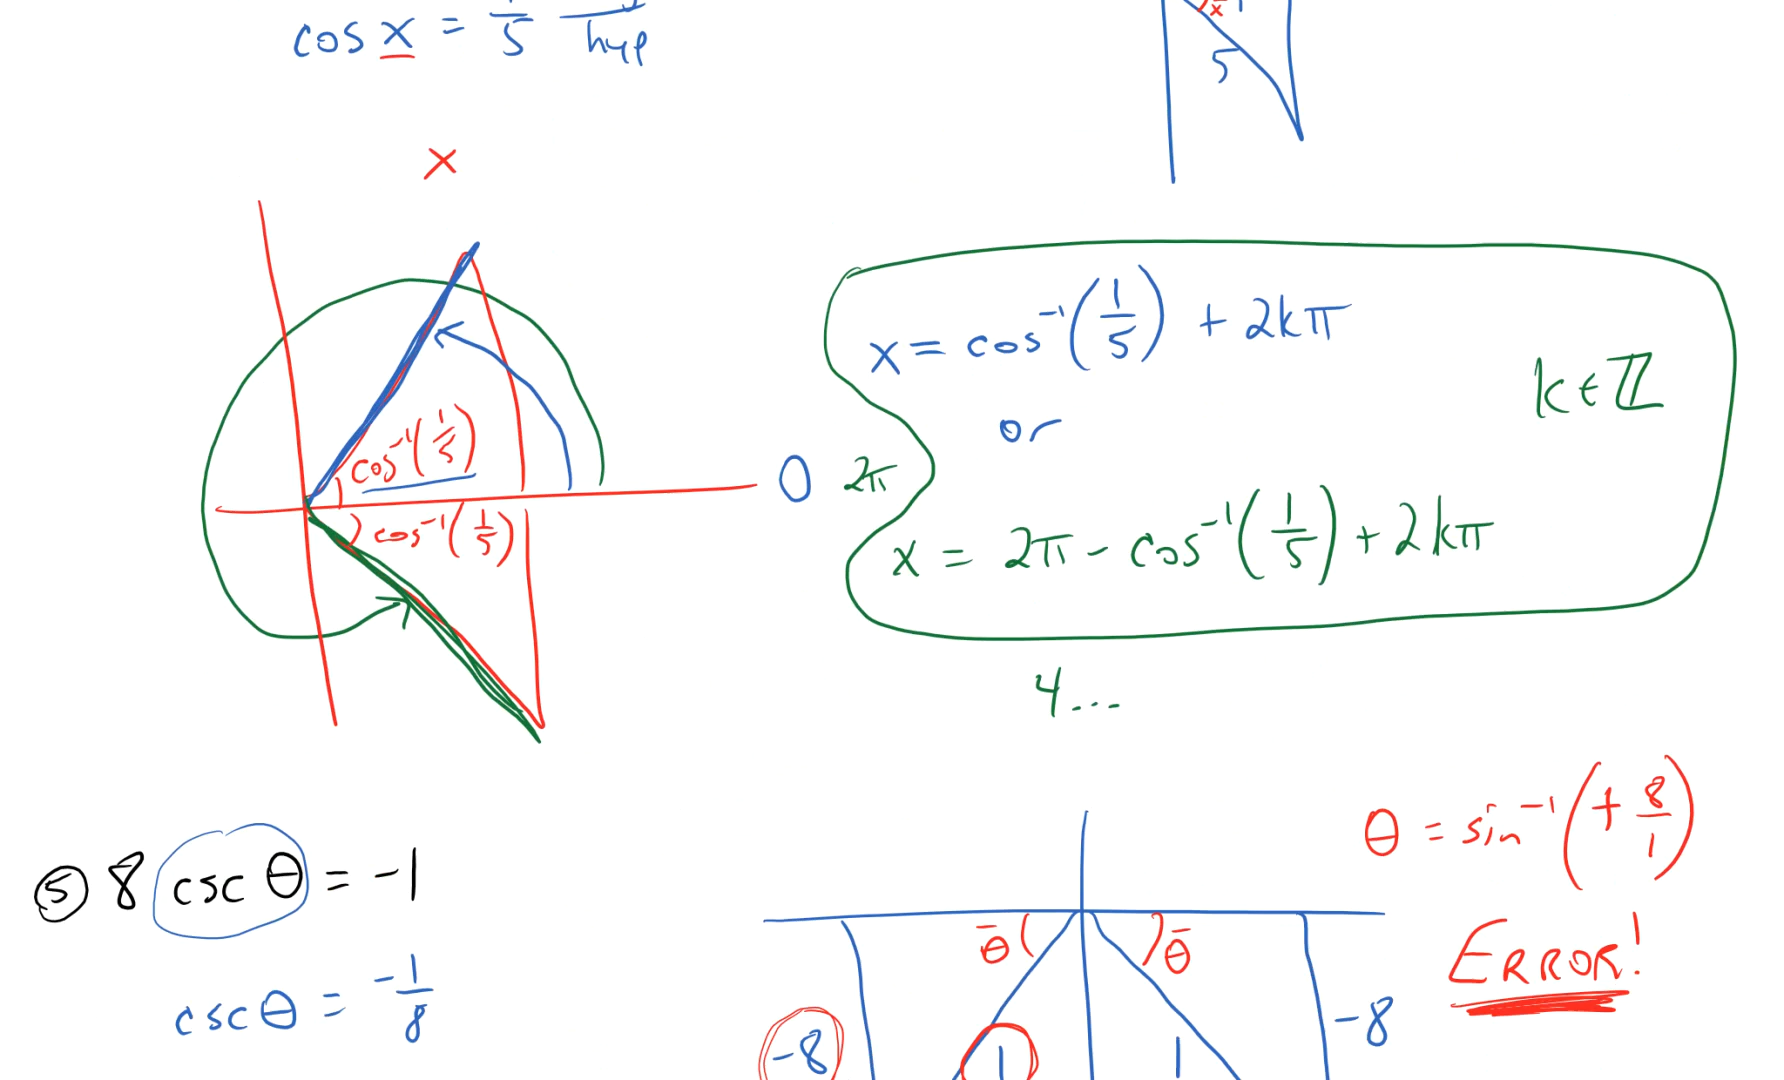 cos x = 1/5 hyp
x
5
x
cos⁻¹(1/5)
0 2π
cos⁻¹(1/5)
x = cos⁻¹(1/5) + 2kπ
or
k ∈ ℤ
x = 2π - cos⁻¹(1/5) + 2kπ
4...
⑤ 8 csc θ = -1
csc θ = -1/8
θ = sin⁻¹(+ 8/1)
ERROR!
θ̄ θ̄
-8 1 1 -8